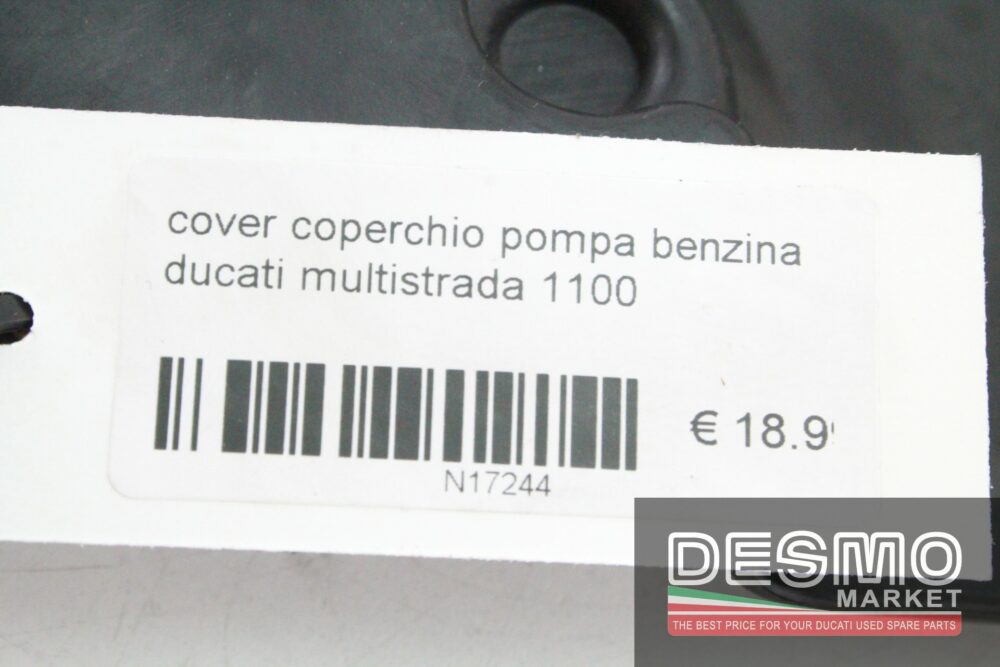 cover coperchio pompa benzina
ducati multistrada 1100
€ 18.9
N17244
DESMO
MARKET
THE BEST PRICE FOR YOUR DUCATI USED SPARE PARTS